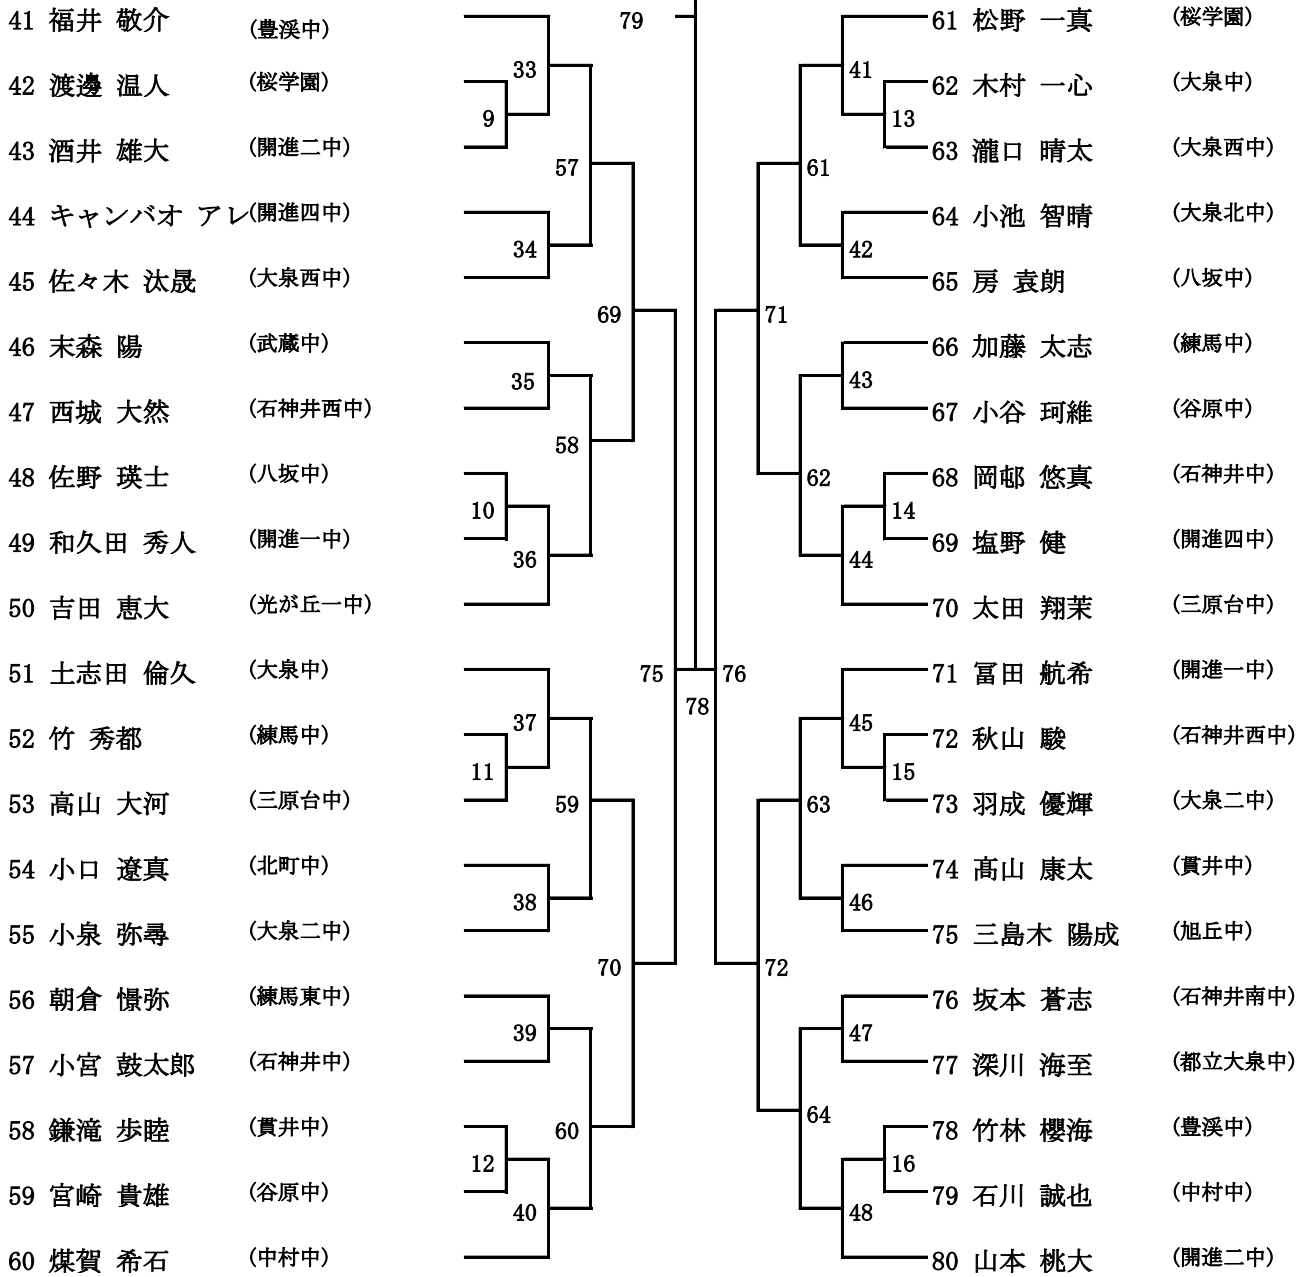 79
41 福井 敬介 (豊渓中)
33
42 渡邊 温人 (桜学園)
9
43 酒井 雄大 (開進二中)
57
44 キャンバオ アレ(開進四中)
34
45 佐々木 汰晟 (大泉西中)
69
46 末森 陽 (武蔵中)
35
47 西城 大然 (石神井西中)
58
48 佐野 瑛士 (八坂中)
10
49 和久田 秀人 (開進一中)
36
50 吉田 恵大 (光が丘一中)
51 土志田 倫久 (大泉中)
75
37
52 竹 秀都 (練馬中)
11
53 高山 大河 (三原台中)
59
54 小口 遼真 (北町中)
38
55 小泉 弥尋 (大泉二中)
70
56 朝倉 憬弥 (練馬東中)
39
57 小宮 鼓太郎 (石神井中)
60
58 鎌滝 歩睦 (貫井中)
12
59 宮崎 貴雄 (谷原中)
40
60 煤賀 希石 (中村中)
78
61 松野 一真 (桜学園)
41
62 木村 一心 (大泉中)
13
63 瀧口 晴太 (大泉西中)
61
64 小池 智晴 (大泉北中)
42
65 房 袁朗 (八坂中)
71
66 加藤 太志 (練馬中)
43
67 小谷 珂維 (谷原中)
62
68 岡邨 悠真 (石神井中)
14
69 塩野 健 (開進四中)
44
70 太田 翔茉 (三原台中)
76
71 冨田 航希 (開進一中)
45
72 秋山 駿 (石神井西中)
15
73 羽成 優輝 (大泉二中)
63
74 髙山 康太 (貫井中)
46
75 三島木 陽成 (旭丘中)
72
76 坂本 蒼志 (石神井南中)
47
77 深川 海至 (都立大泉中)
64
78 竹林 櫻海 (豊渓中)
16
79 石川 誠也 (中村中)
48
80 山本 桃大 (開進二中)